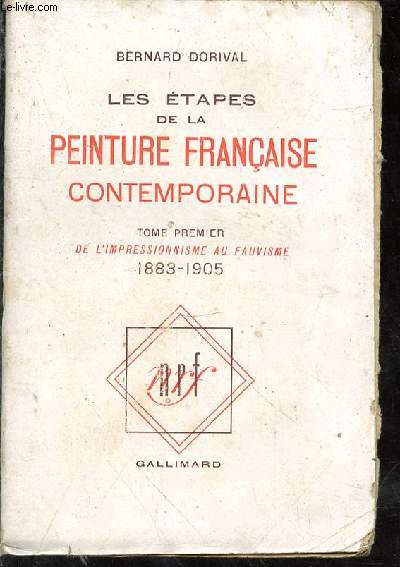 © Le-livre.com
BERNARD DORIVAL
LES ÉTAPES
DE LA
PEINTURE FRANÇAISE
CONTEMPORAINE
TOME PREMIER
DE L'IMPRESSIONNISME AU FAUVISME
1883-1905
nrf
GALLIMARD